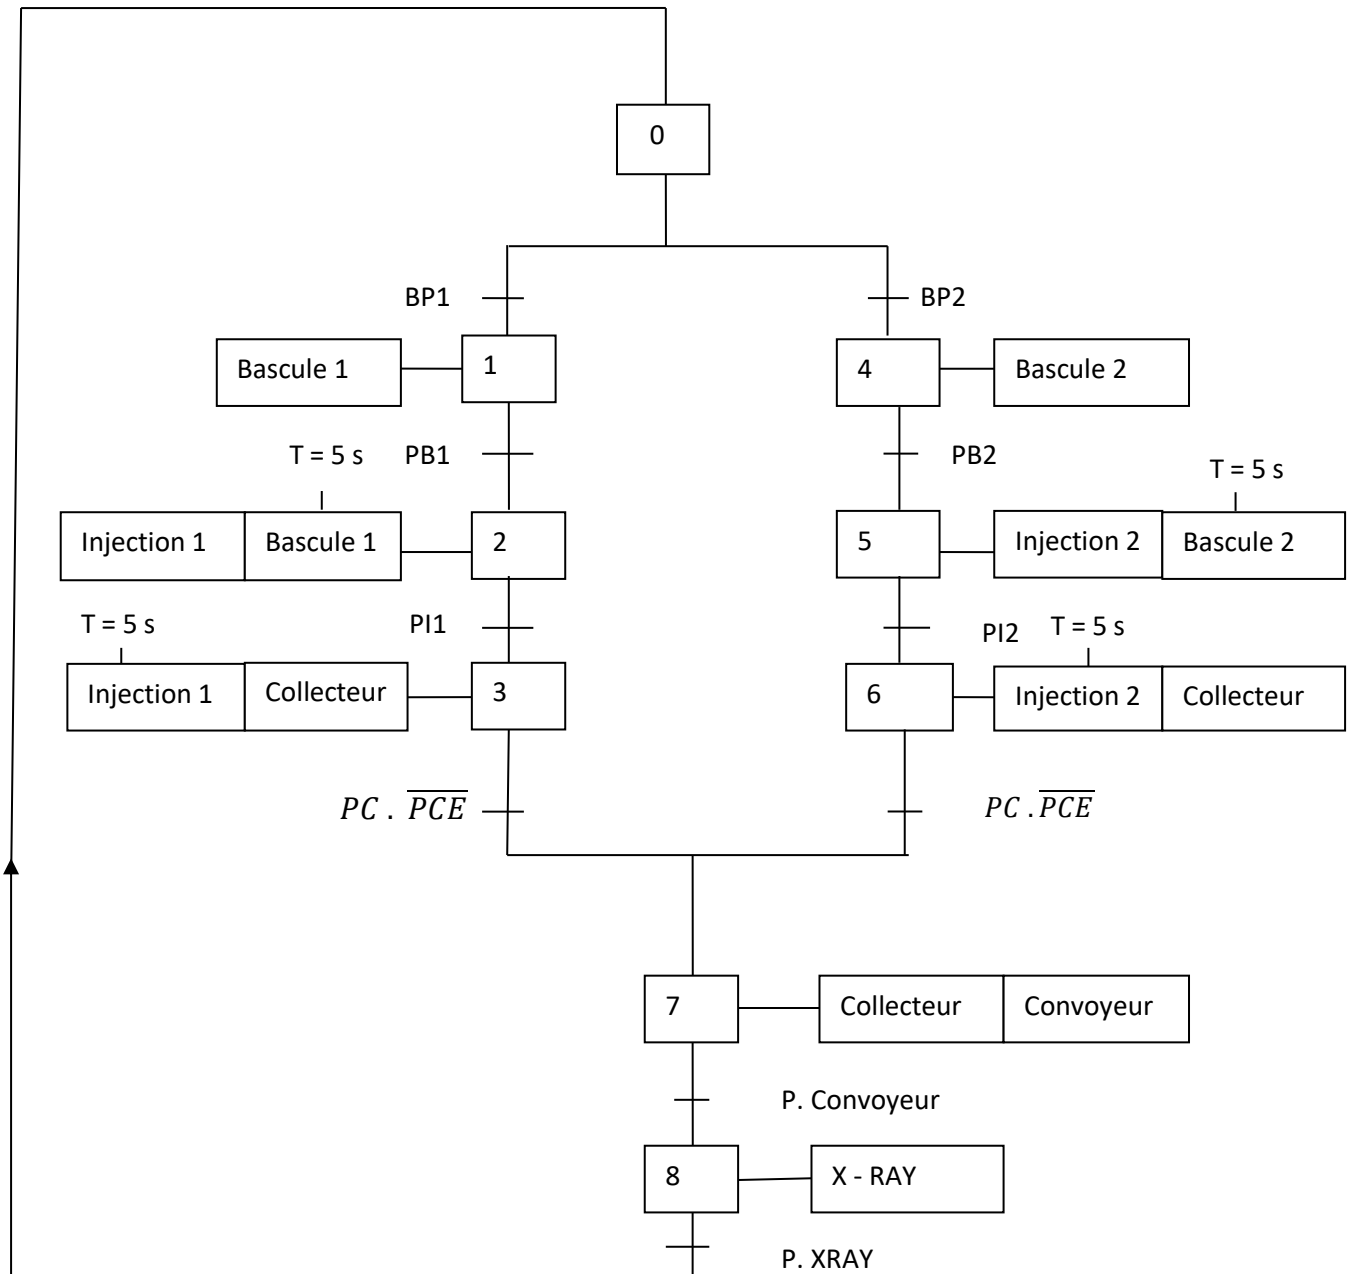 0
BP1
BP2
Bascule 1
1
4
Bascule 2
T = 5 s
PB1
PB2
T = 5 s
Injection 1
Bascule 1
2
5
Injection 2
Bascule 2
T = 5 s
PI1
PI2
T = 5 s
Injection 1
Collecteur
3
6
Injection 2
Collecteur
$PC . \overline{PCE}$
$PC . \overline{PCE}$
7
Collecteur
Convoyeur
P. Convoyeur
8
X - RAY
P. XRAY